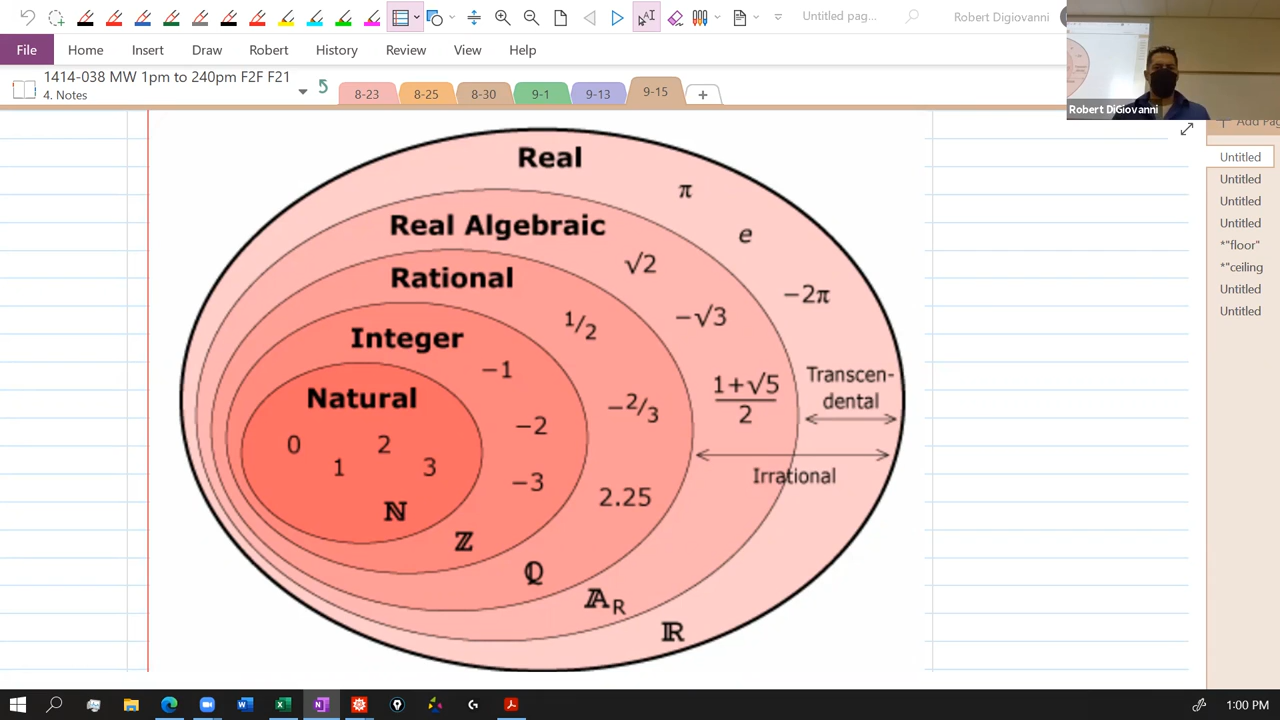 Untitled pag...
Robert Digiovanni
File
Home
Insert
Draw
Robert
History
Review
View
Help
1414-038 MW 1pm to 240pm F2F F21
4. Notes
8-23
8-25
8-30
9-1
9-13
9-15
Robert DiGiovanni
Add Pag
Untitled
Untitled
Untitled
Untitled
*"floor"
*"ceiling
Untitled
Untitled
Real
π
Real Algebraic
e
√2
Rational
−2π
1/2
−√3
Integer
−1
Natural
1+√5
2
Transcen-
dental
−2/3
−2
0
2
1
3
Irrational
−3
2.25
ℕ
ℤ
ℚ
𝔸R
ℝ
1:00 PM